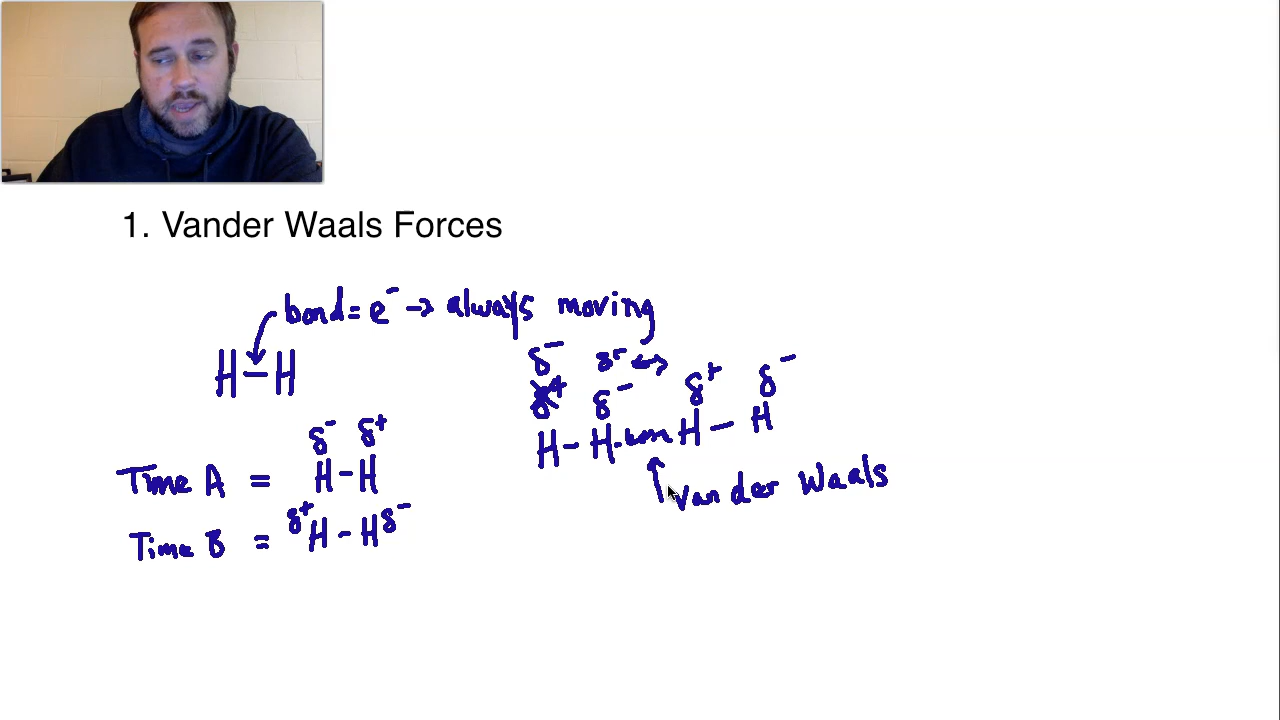 1. Vander Waals Forces
bond = e⁻ → always moving
H–H
δ⁻ δ⁺ ↔
δ⁺ δ⁻ δ⁺ δ⁻
H–H H–H
van der Waals
δ⁻ δ⁺
Time A = H–H
Time B = δ⁺H–Hδ⁻